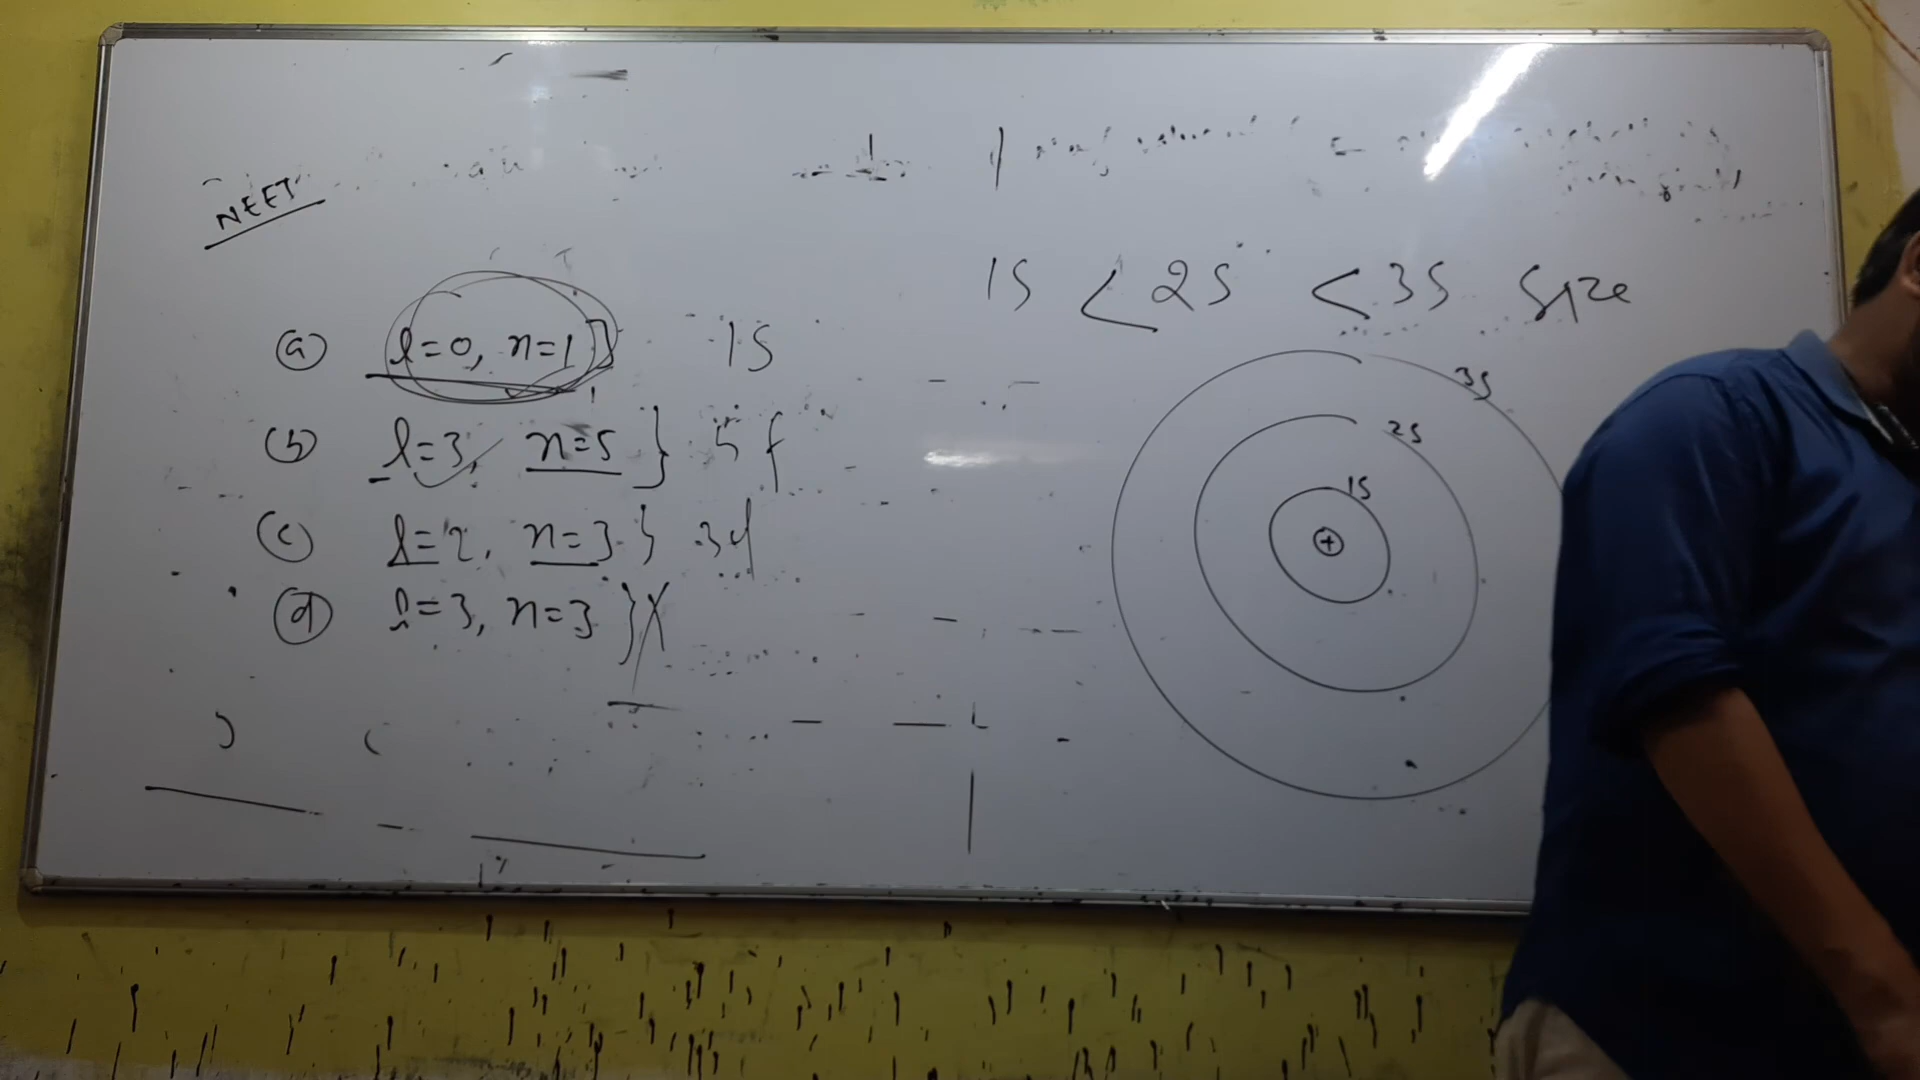 NEET
(a) l=0, n=1 } 1S
(b) l=3, n=5 } 5f
(c) l=2, n=3 } 3d
(d) l=3, n=3 } X
1S < 2S < 3S Size
3S
2S
1S
+